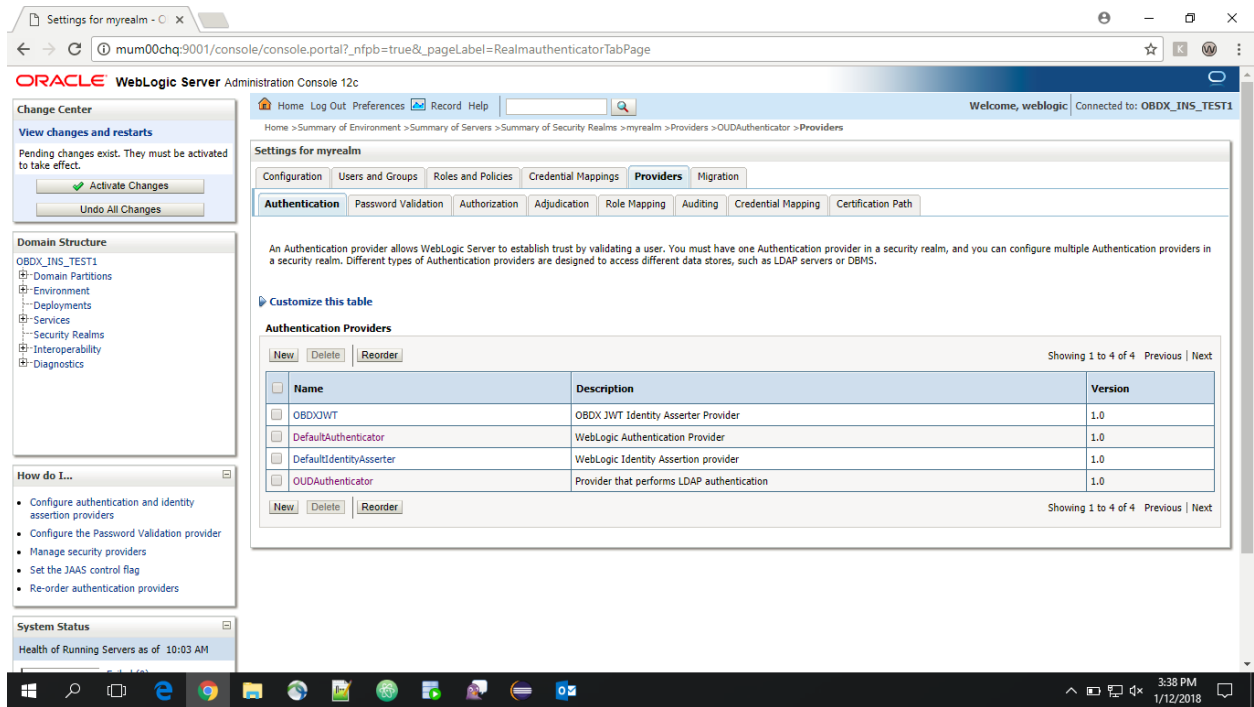 Settings for myrealm - O
mum00chq:9001/console/console.portal?_nfpb=true&_pageLabel=RealmauthenticatorTabPage
ORACLE WebLogic Server Administration Console 12c
Change Center
View changes and restarts
Pending changes exist. They must be activated
to take effect.
Activate Changes
Undo All Changes
Domain Structure
OBDX_INS_TEST1
Domain Partitions
Environment
Deployments
Services
Security Realms
Interoperability
Diagnostics
How do I...
Configure authentication and identity
assertion providers
Configure the Password Validation provider
Manage security providers
Set the JAAS control flag
Re-order authentication providers
System Status
Health of Running Servers as of 10:03 AM
Home Log Out Preferences Record Help
Welcome, weblogic Connected to: OBDX_INS_TEST1
Home >Summary of Environment >Summary of Servers >Summary of Security Realms >myrealm >Providers >OUDAuthenticator >Providers
Settings for myrealm
Configuration Users and Groups Roles and Policies Credential Mappings Providers Migration
Authentication Password Validation Authorization Adjudication Role Mapping Auditing Credential Mapping Certification Path
An Authentication provider allows WebLogic Server to establish trust by validating a user. You must have one Authentication provider in a security realm, and you can configure multiple Authentication providers in
a security realm. Different types of Authentication providers are designed to access different data stores, such as LDAP servers or DBMS.
Customize this table
Authentication Providers
New Delete Reorder Showing 1 to 4 of 4 Previous | Next
Name Description Version
OBDXJWT OBDX JWT Identity Asserter Provider 1.0
DefaultAuthenticator WebLogic Authentication Provider 1.0
DefaultIdentityAsserter WebLogic Identity Assertion provider 1.0
OUDAuthenticator Provider that performs LDAP authentication 1.0
New Delete Reorder Showing 1 to 4 of 4 Previous | Next
3:38 PM
1/12/2018